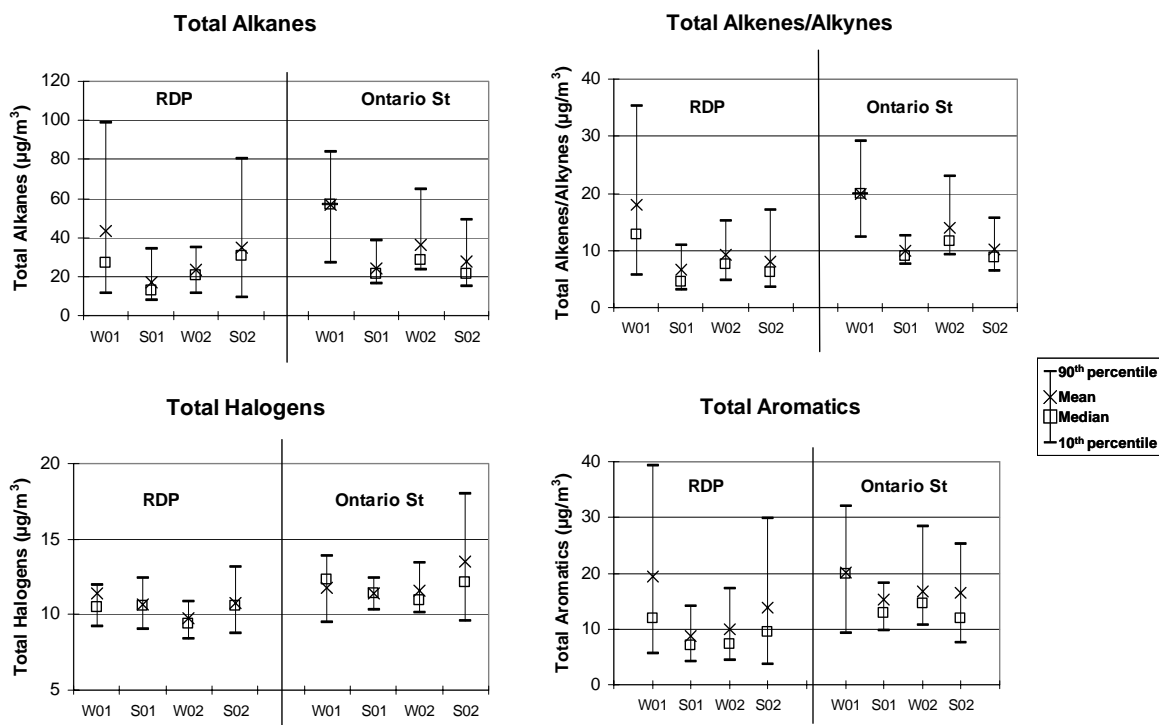 Total Alkanes
Total Alkanes (µg/m³)
120
100
80
60
40
20
0
RDP
Ontario St
W01 S01 W02 S02 W01 S01 W02 S02
Total Alkenes/Alkynes
Total Alkenes/Alkynes (µg/m³)
40
30
20
10
0
RDP
Ontario St
W01 S01 W02 S02 W01 S01 W02 S02
Total Halogens
Total Halogens (µg/m³)
20
15
10
5
RDP
Ontario St
W01 S01 W02 S02 W01 S01 W02 S02
Total Aromatics
Total Aromatics (µg/m³)
40
30
20
10
0
RDP
Ontario St
W01 S01 W02 S02 W01 S01 W02 S02
90th percentile
Mean
Median
10th percentile